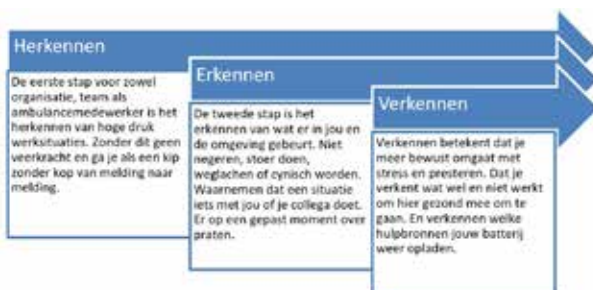 Herkennen
De eerste stap voor zowel
organisatie, team als
ambulancemedewerker is het
herkennen van hoge druk
werksituaties. Zonder dit geen
veerkracht en ga je als een kip
zonder kop van melding naar
melding.
Erkennen
De tweede stap is het
erkennen van wat er in jou en
de omgeving gebeurt. Niet
negeren, stoer doen,
weglachen of cynisch worden.
Waarnemen dat een situatie
iets met jou of je collega doet.
Er op een gepast moment over
praten.
Verkennen
Verkennen betekent dat je
meer bewust omgaat met
stress en presteren. Dat je
verkent wat wel en niet werkt
om hier gezond mee om te
gaan. En verkennen welke
hulpbronnen jouw batterij
weer opladen.